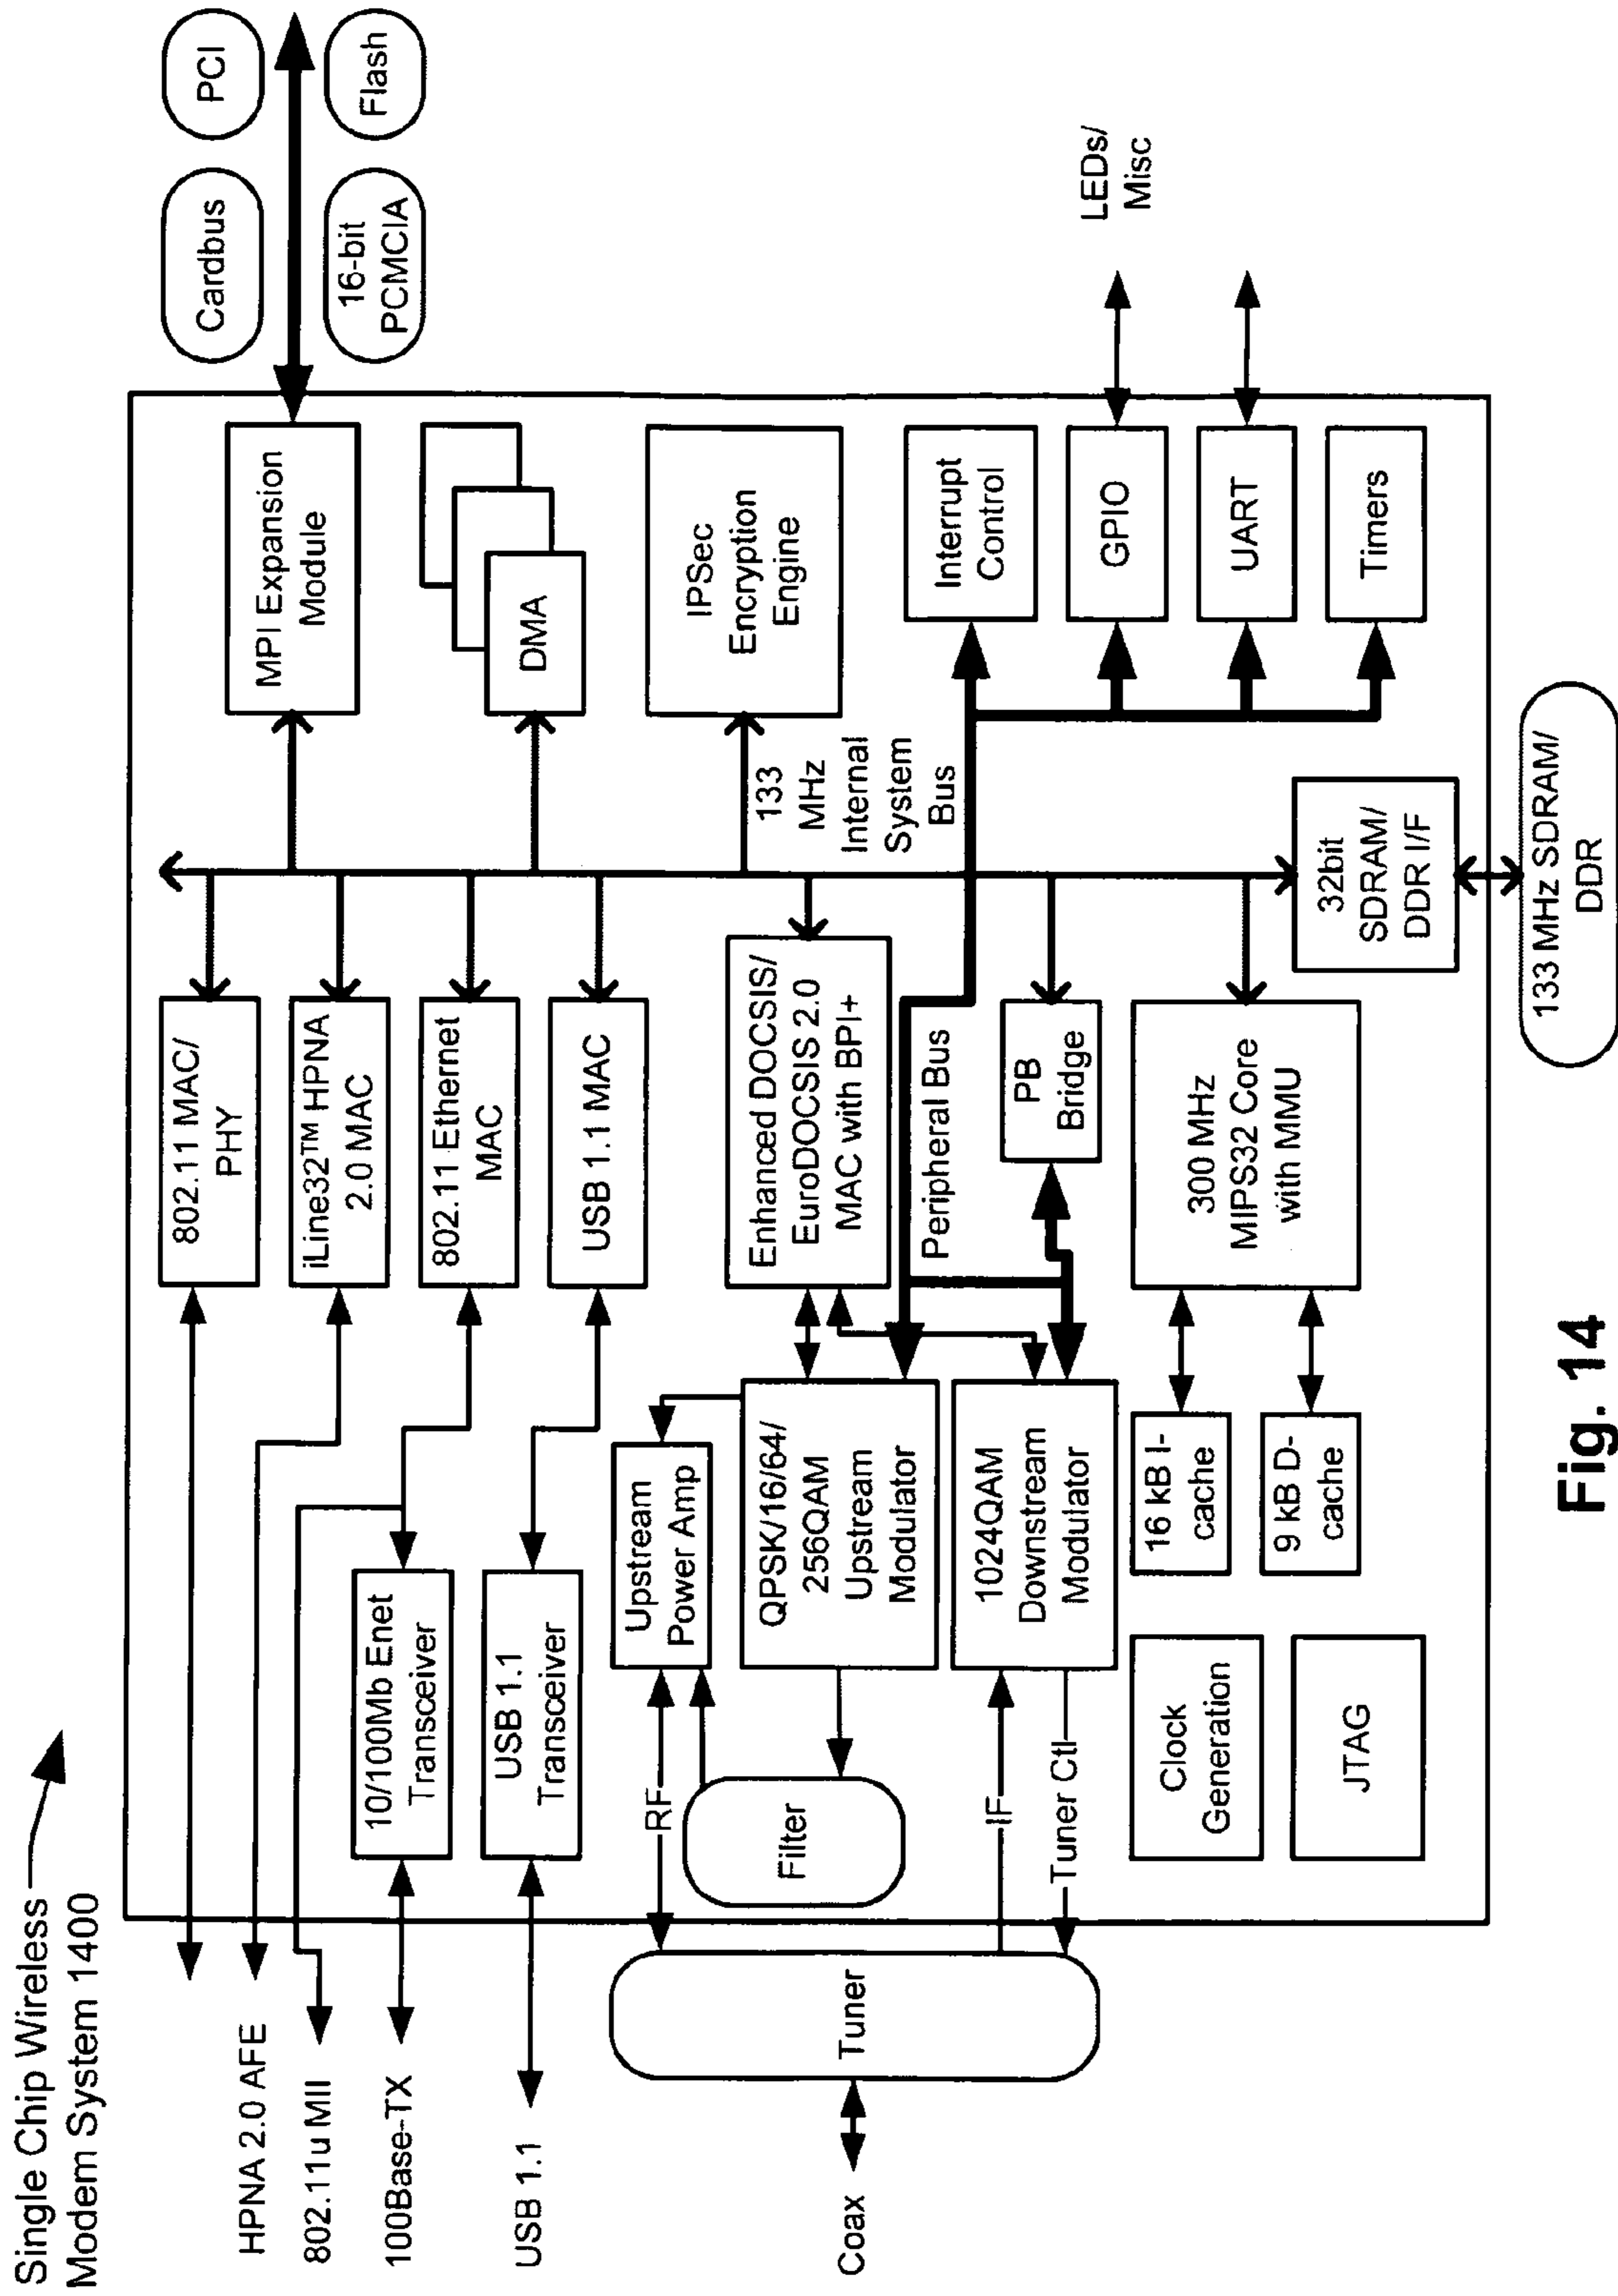 Single Chip Wireless
Modem System 1400
HPNA 2.0 AFE
802.11u MII
100Base-TX
USB 1.1
Coax
Tuner
RF
IF
Tuner Ctl
Filter
10/100Mb Enet
Transceiver
USB 1.1
Transceiver
Upstream
Power Amp
QPSK/16/64/
256QAM
Upstream
Modulator
1024QAM
Downstream
Modulator
16 kB I-
cache
9 kB D-
cache
Clock
Generation
JTAG
802.11 MAC/
PHY
iLine32™ HPNA
2.0 MAC
802.11 Ethernet
MAC
USB 1.1 MAC
Enhanced DOCSIS/
EuroDOCSIS 2.0
MAC with BPI+
Peripheral Bus
PB
Bridge
300 MHz
MIPS32 Core
with MMU
133
MHz
Internal
System
Bus
32bit
SDRAM/
DDR I/F
133 MHz SDRAM/
DDR
MPI Expansion
Module
DMA
IPSec
Encryption
Engine
Interrupt
Control
GPIO
UART
Timers
Cardbus
PCI
16-bit
PCMCIA
Flash
LEDs/
Misc
Fig. 14